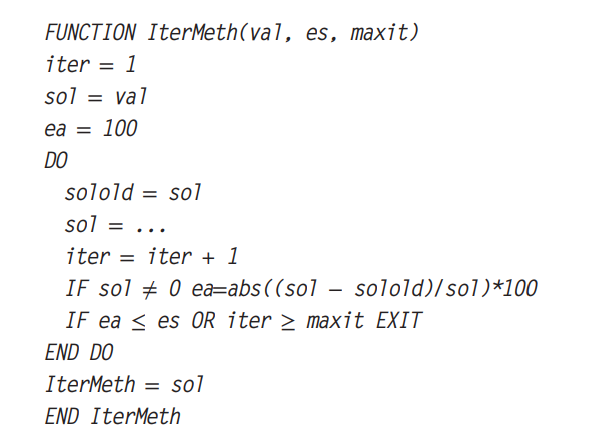 FUNCTION IterMeth(val, es, maxit)
iter = 1
sol = val
ea = 100
DO
solold = sol
sol = ...
iter = iter + 1
IF sol ≠ 0 ea=abs((sol – solold)/sol)*100
IF ea ≤ es OR iter ≥ maxit EXIT
END DO
IterMeth = sol
END IterMeth